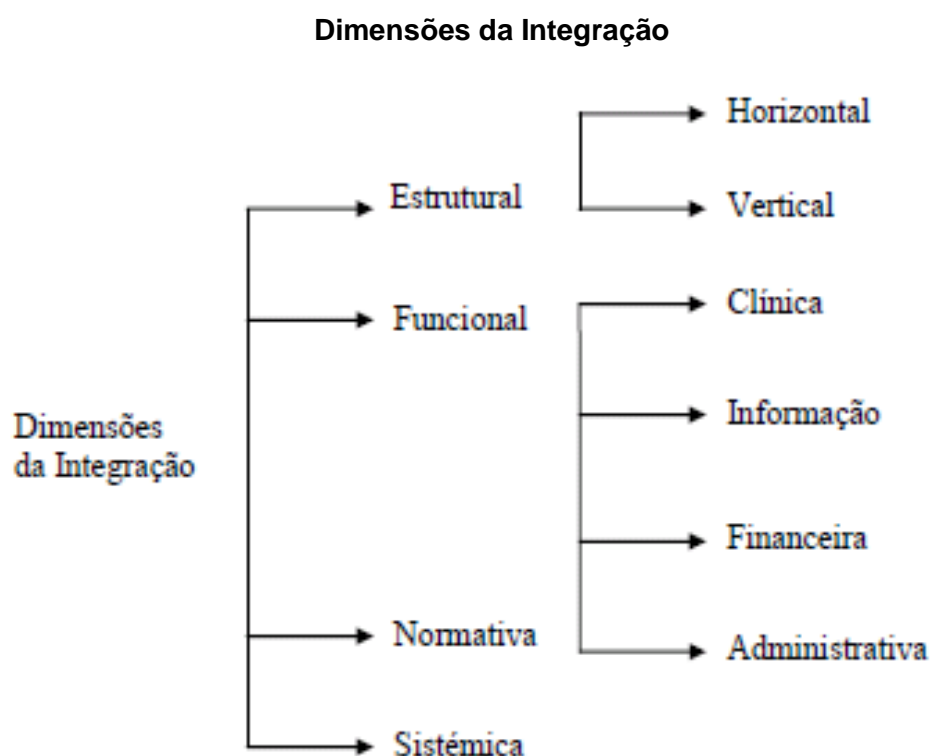 Dimensões da Integração
Horizontal
Estrutural
Vertical
Clínica
Funcional
Informação
Dimensões
da Integração
Financeira
Normativa
Administrativa
Sistémica